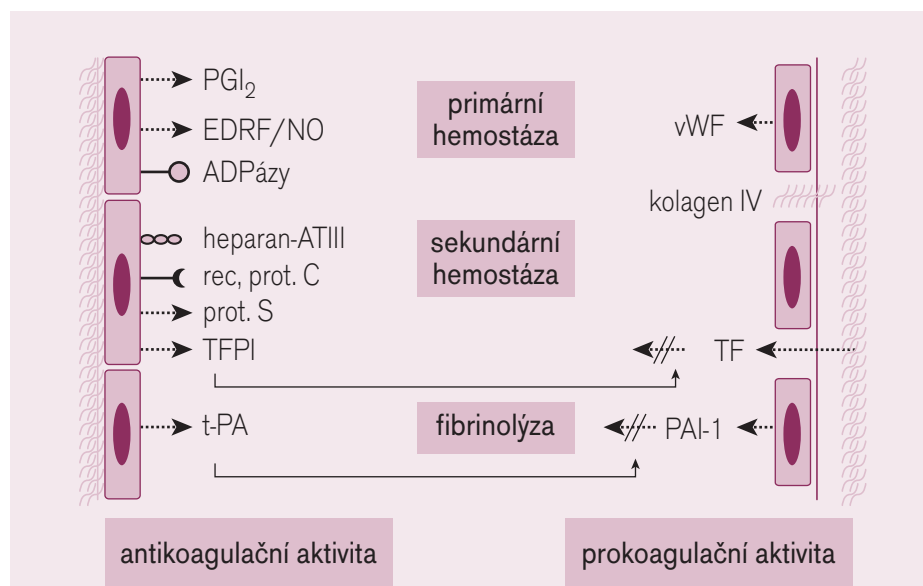 PGI₂
EDRF/NO
ADPázy
primární
hemostáza
vWF
kolagen IV
heparan-ATIII
rec, prot. C
prot. S
TFPI
sekundární
hemostáza
TF
t-PA
fibrinolýza
PAI-1
antikoagulační aktivita
prokoagulační aktivita